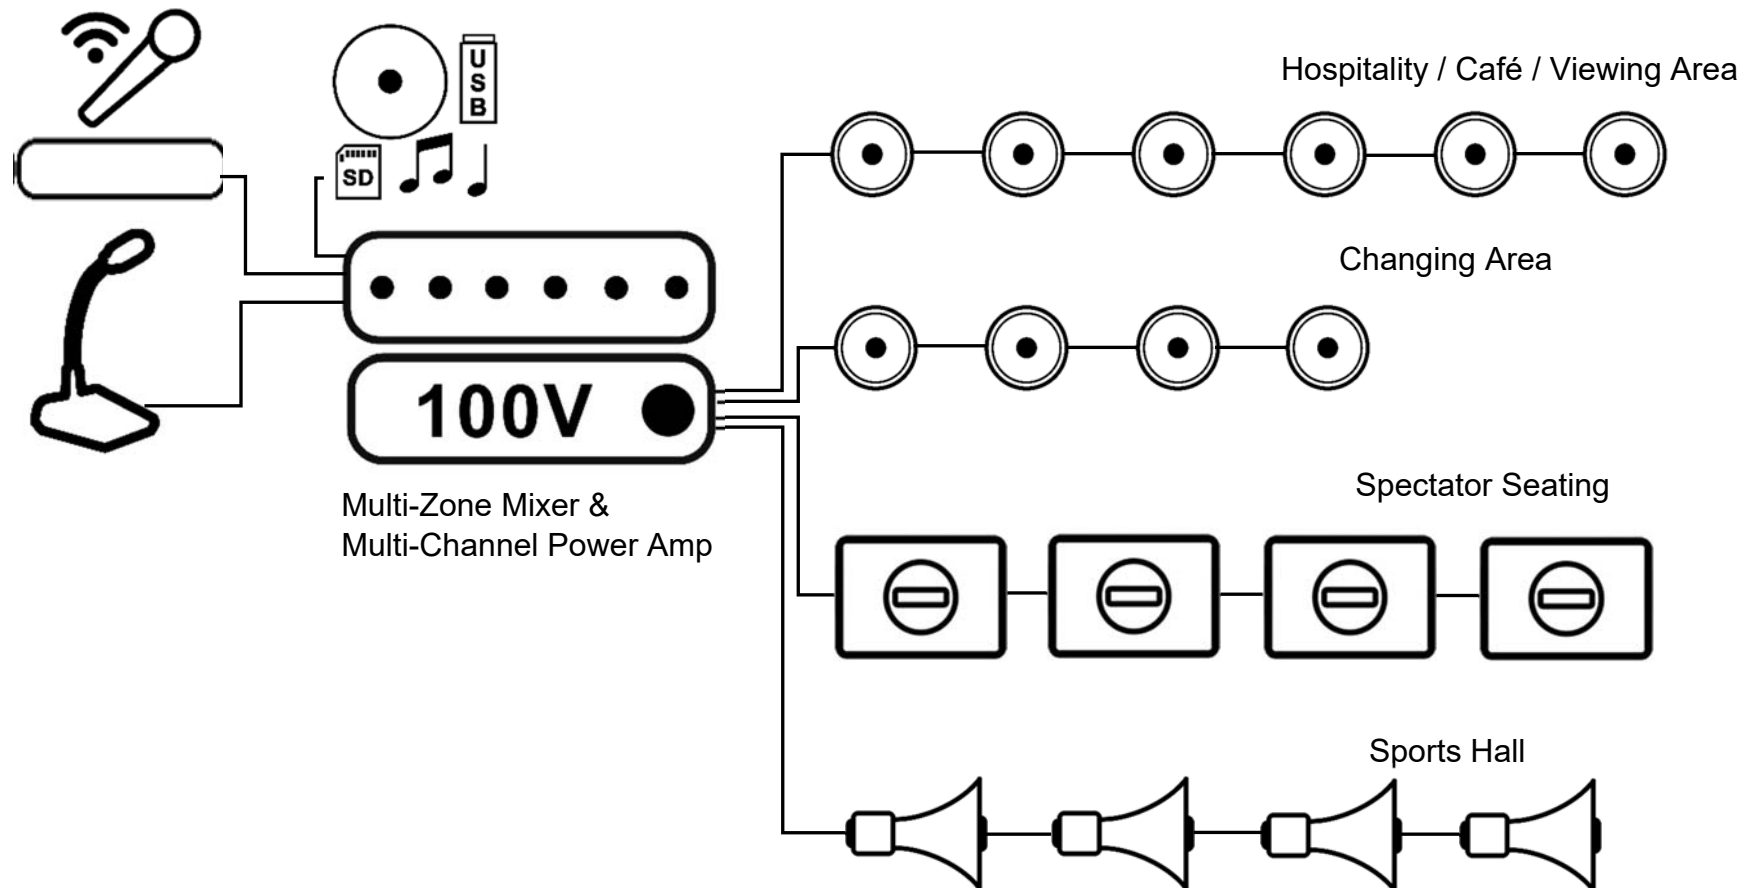 USB
Hospitality / Café / Viewing Area
SD
Changing Area
100V
Spectator Seating
Multi-Zone Mixer &
Multi-Channel Power Amp
Sports Hall